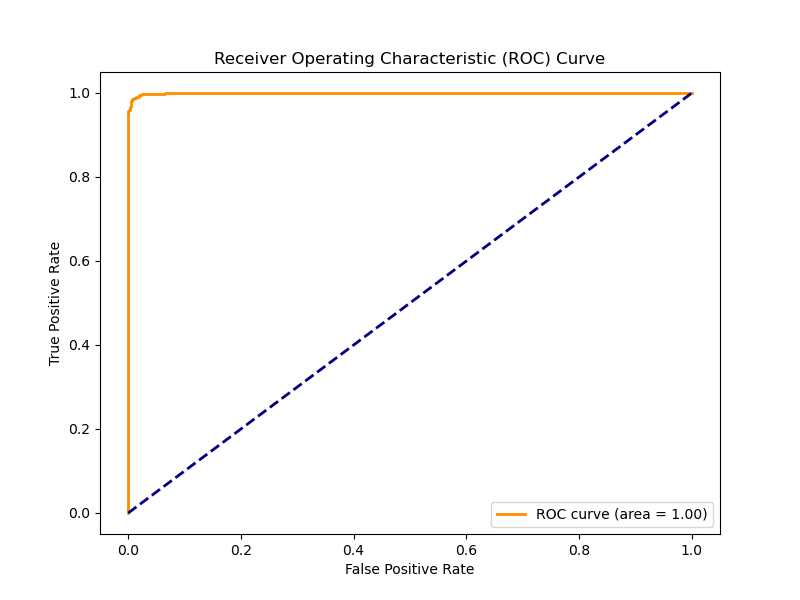 Receiver Operating Characteristic (ROC) Curve
1.0
0.8
0.6
0.4
0.2
0.0
True Positive Rate
ROC curve (area = 1.00)
0.0 0.2 0.4 0.6 0.8 1.0
False Positive Rate